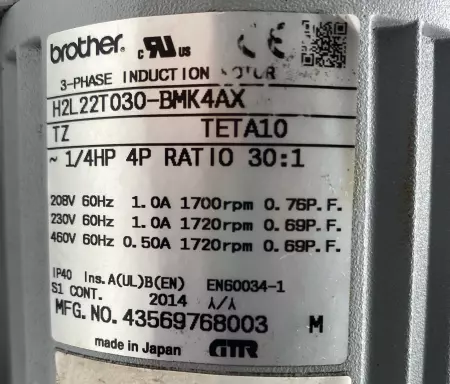 brother. c UR US CE
3-PHASE INDUCTION MOTOR
H2L22T030-BMK4AX
TZ TETA10
~ 1/4HP 4P RATIO 30:1
208V 60Hz 1.0A 1700rpm 0.76P.F.
230V 60Hz 1.0A 1720rpm 0.69P.F.
460V 60Hz 0.50A 1720rpm 0.69P.F.
IP40 Ins.A(UL)B(EN) EN60034-1
S1 CONT. 2014 ⅄/⅄
MFG.NO.43569768003 M
made in Japan GTR